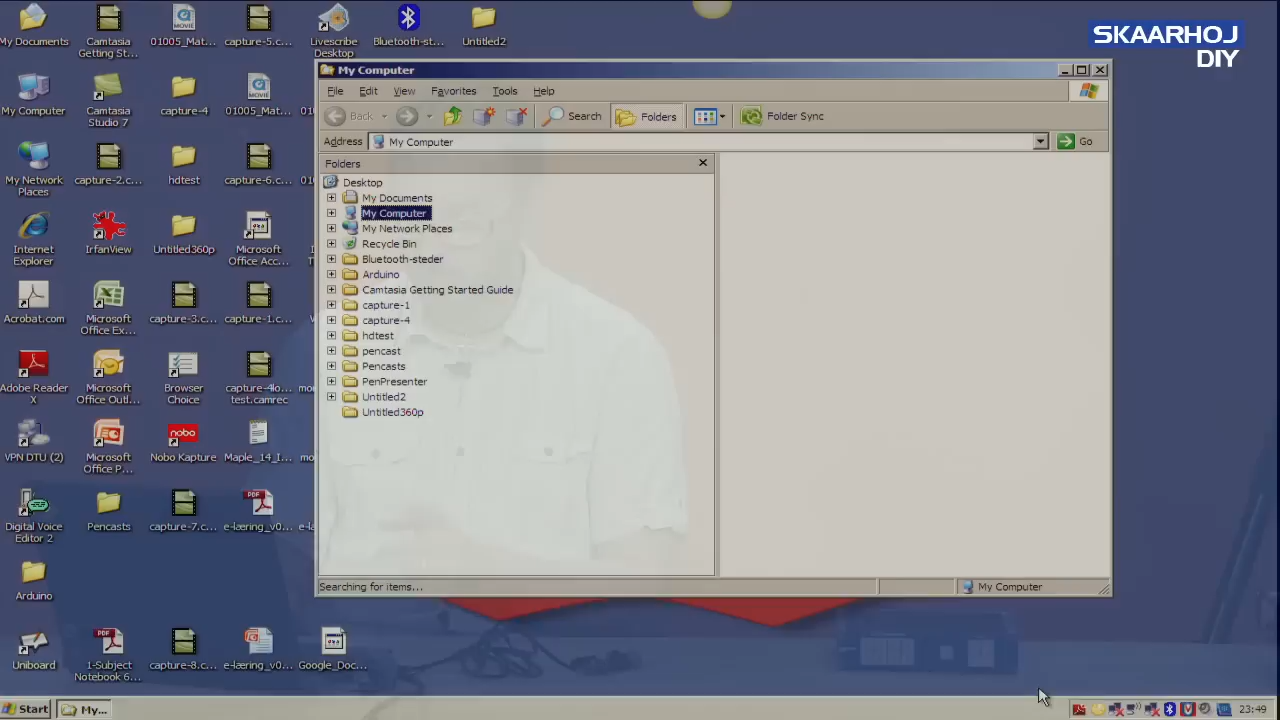 SKAARHOJ
DIY
My Documents
Camtasia
Getting St...
01005_Mat...
capture-5.c...
Livescribe
Desktop
Bluetooth-st...
Untitled2
My Computer
Camtasia
Studio 7
capture-4
01005_Mat...
My Network
Places
capture-2.c...
hdtest
capture-6.c...
Internet
Explorer
IrfanView
Untitled360p
Microsoft
Office Acc...
Acrobat.com
Microsoft
Office Ex...
capture-3.c...
capture-1.c...
Adobe Reader
X
Microsoft
Office Outl...
Browser
Choice
capture-4lo...
test.camrec
VPN DTU (2)
Microsoft
Office P...
nobo
Nobo Kapture
Maple_14_I...
Digital Voice
Editor 2
Pencasts
capture-7.c...
PDF
e-læring_v0...
Arduino
Uniboard
PDF
1-Subject
Notebook 6...
capture-8.c...
e-læring_v0...
Google_Doc...
My Computer
File Edit View Favorites Tools Help
Back Search Folders Folder Sync
Address My Computer Go
Folders
Desktop
My Documents
My Computer
My Network Places
Recycle Bin
Bluetooth-steder
Arduino
Camtasia Getting Started Guide
capture-1
capture-4
hdtest
pencast
Pencasts
PenPresenter
Untitled2
Untitled360p
Searching for items...
My Computer
Start My... 23:49